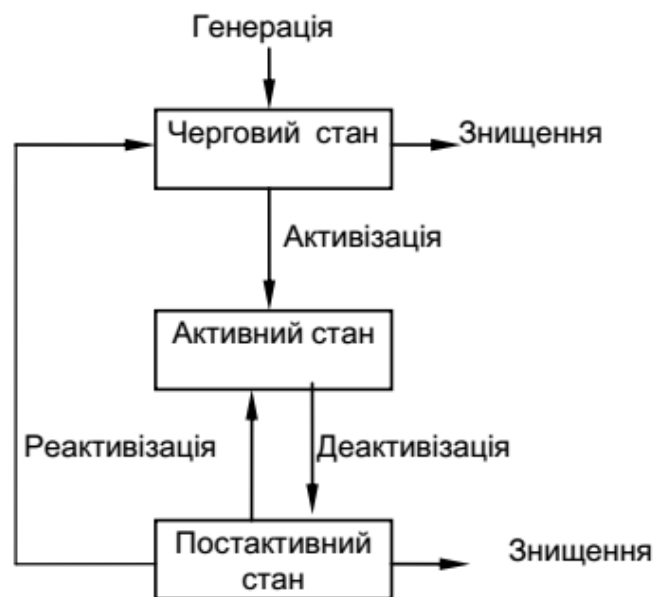 Генерація
Черговий стан
Знищення
Активізація
Активний стан
Реактивізація
Деактивізація
Постактивний
стан
Знищення